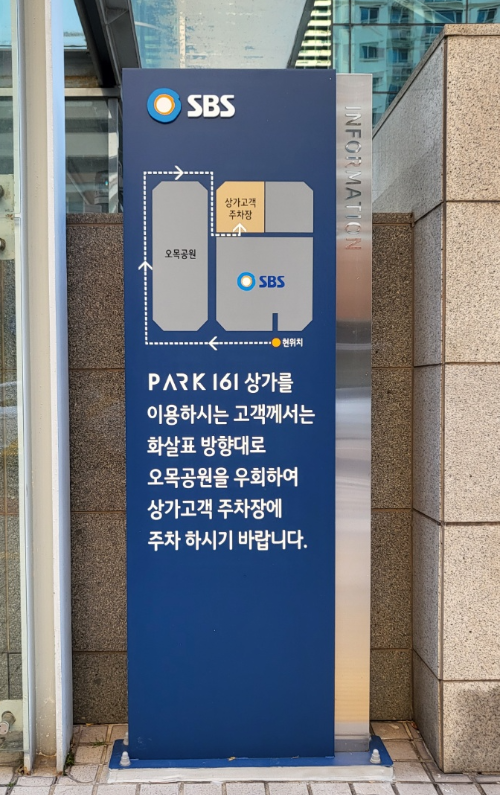 SBS
INFORMATION
상가고객
주차장
오목공원
SBS
현위치
PARK 161 상가를
이용하시는 고객께서는
화살표 방향대로
오목공원을 우회하여
상가고객 주차장에
주차 하시기 바랍니다.